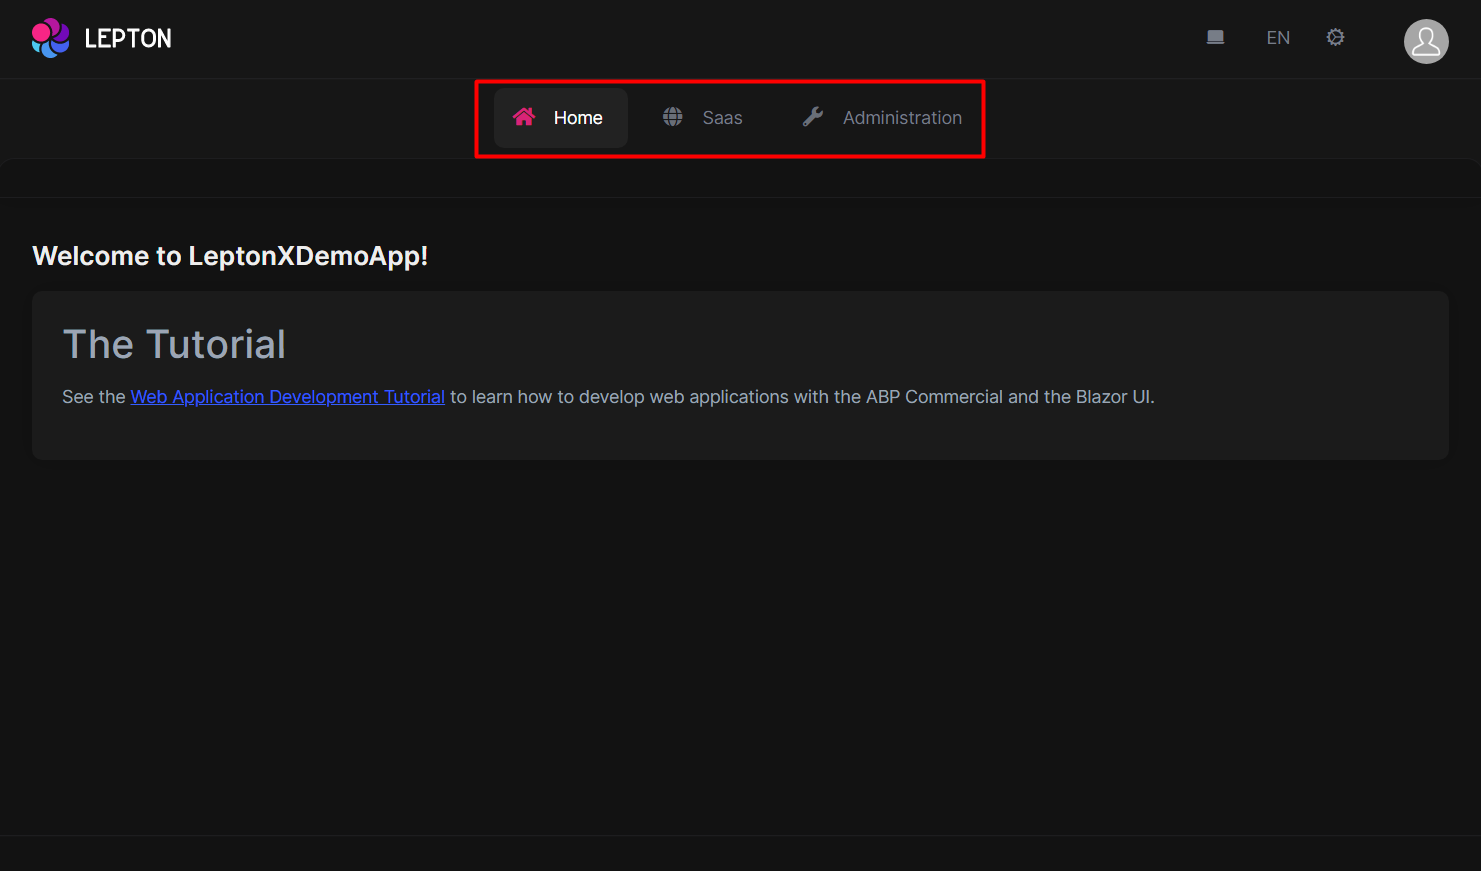 LEPTON
EN
Home Saas Administration
Welcome to LeptonXDemoApp!
The Tutorial
See the Web Application Development Tutorial to learn how to develop web applications with the ABP Commercial and the Blazor UI.